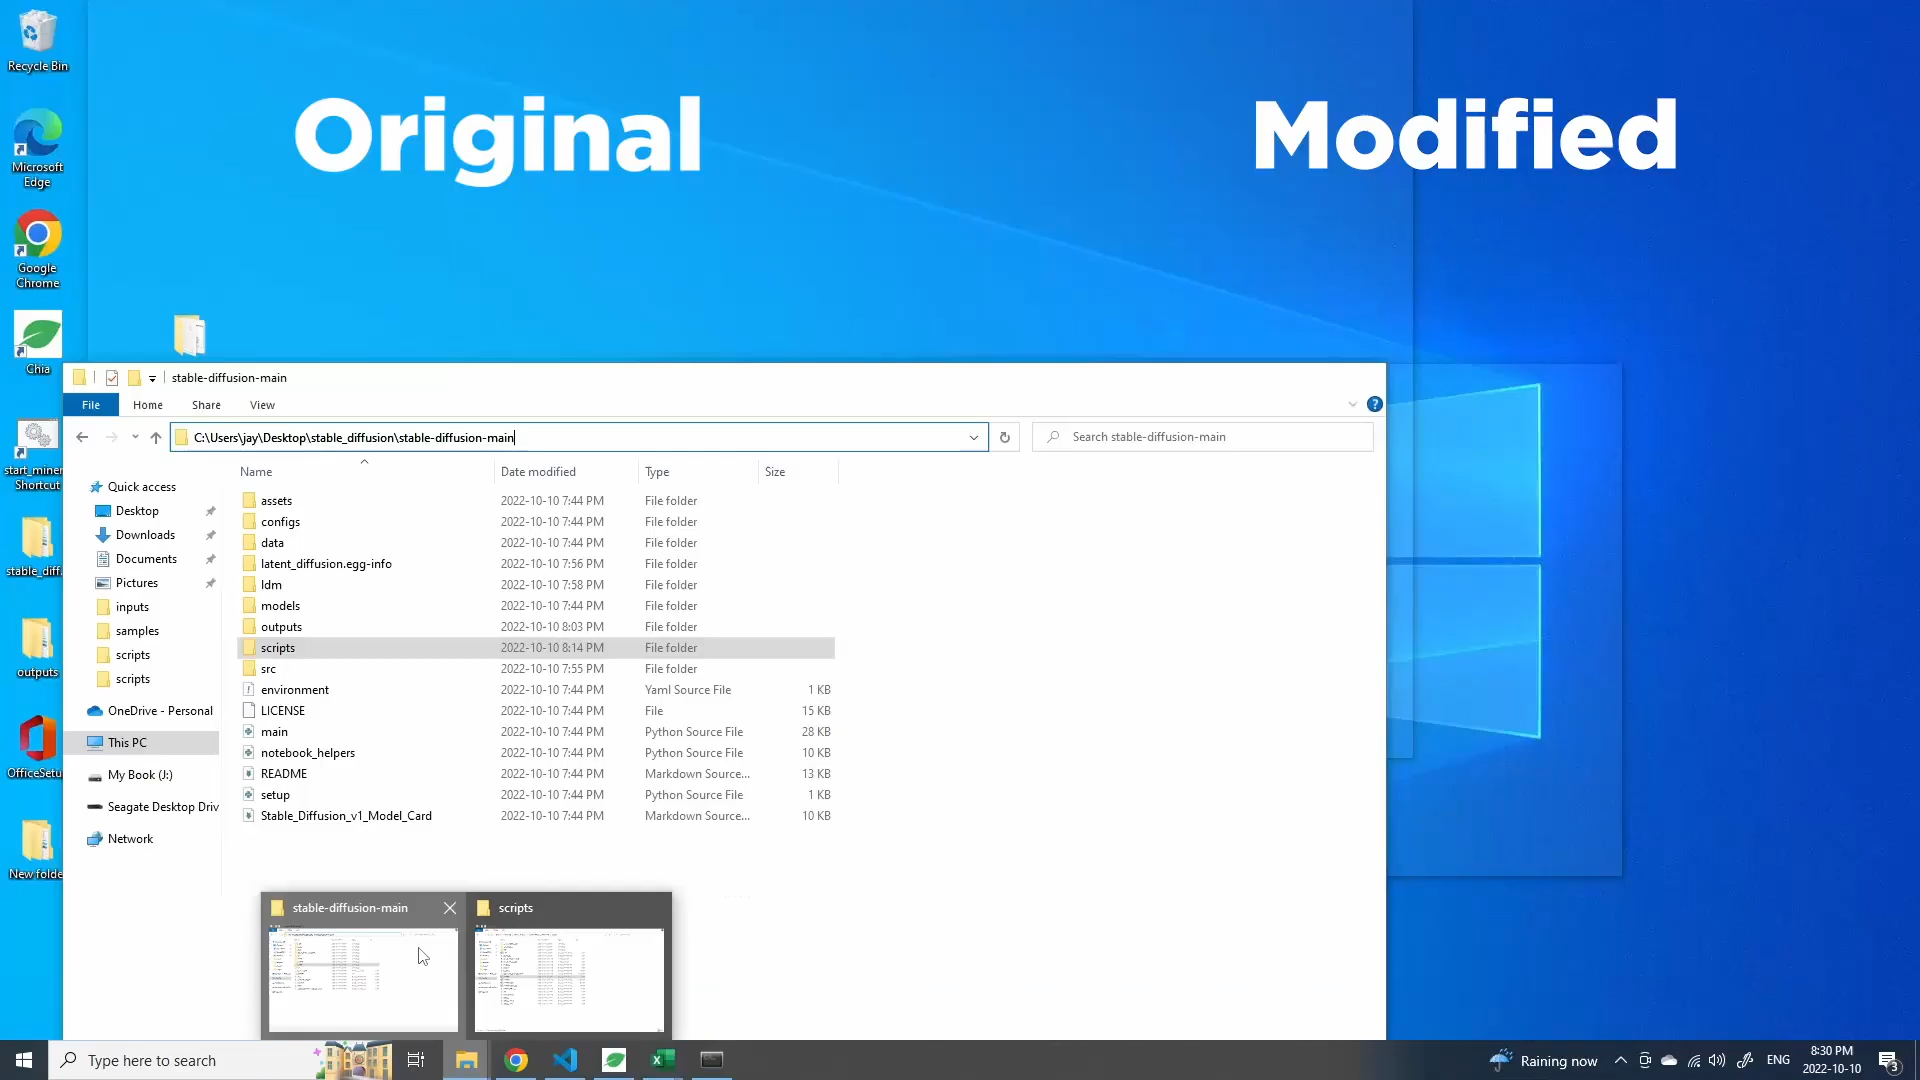 Recycle Bin
Original
Modified
Microsoft
Edge
Google
Chrome
Chia
start_miner
Shortcut
stable_diff
outputs
OfficeSetu
New folde
stable-diffusion-main
File
Home
Share
View
?
C:\Users\jay\Desktop\stable_diffusion\stable-diffusion-main
Search stable-diffusion-main
Quick access
Desktop
Downloads
Documents
Pictures
inputs
samples
scripts
scripts
OneDrive - Personal
This PC
My Book (J:)
Seagate Desktop Driv
Network
Name Date modified Type Size
assets 2022-10-10 7:44 PM File folder
configs 2022-10-10 7:44 PM File folder
data 2022-10-10 7:44 PM File folder
latent_diffusion.egg-info 2022-10-10 7:56 PM File folder
ldm 2022-10-10 7:58 PM File folder
models 2022-10-10 7:44 PM File folder
outputs 2022-10-10 8:03 PM File folder
scripts 2022-10-10 8:14 PM File folder
src 2022-10-10 7:55 PM File folder
environment 2022-10-10 7:44 PM Yaml Source File 1 KB
LICENSE 2022-10-10 7:44 PM File 15 KB
main 2022-10-10 7:44 PM Python Source File 28 KB
notebook_helpers 2022-10-10 7:44 PM Python Source File 10 KB
README 2022-10-10 7:44 PM Markdown Source... 13 KB
setup 2022-10-10 7:44 PM Python Source File 1 KB
Stable_Diffusion_v1_Model_Card 2022-10-10 7:44 PM Markdown Source... 10 KB
stable-diffusion-main
scripts
Type here to search
Raining now
ENG
8:30 PM
2022-10-10
3